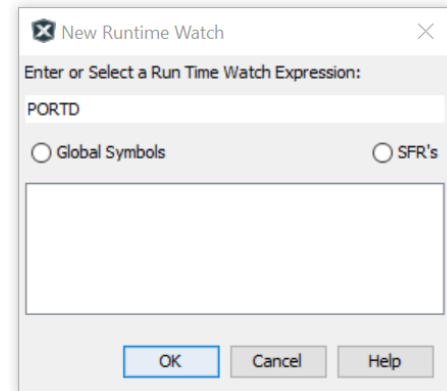 New Runtime Watch
Enter or Select a Run Time Watch Expression:
PORTD
Global Symbols SFR's
OK Cancel Help